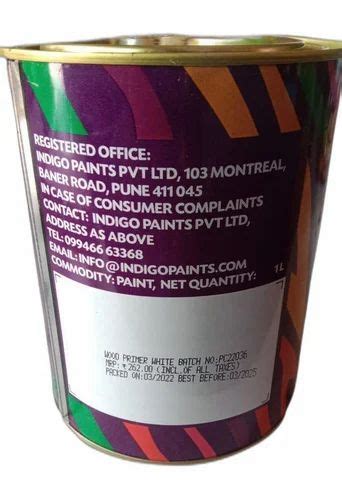 REGISTERED OFFICE:
INDIGO PAINTS PVT LTD, 103 MONTREAL,
BANER ROAD, PUNE 411 045
IN CASE OF CONSUMER COMPLAINTS
CONTACT: INDIGO PAINTS PVT LTD,
ADDRESS AS ABOVE
TEL: 09946 63368
EMAIL: INFO@INDIGOPAINTS.COM
COMMODITY: PAINT, NET QUANTITY: 1L
WOOD PRIMER WHITE BATCH NO:PC22036
MRP: ₹262.00 (INCL.OF ALL TAXES)
PACKED ON:03/2022 BEST BEFORE:03/2025